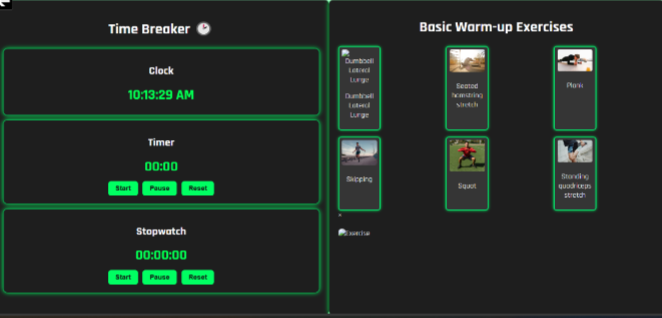 Time Breaker
Clock
10:13:29 AM
Timer
00:00
Start Pause Reset
Stopwatch
00:00:00
Start Pause Reset
Basic Warm-up Exercises
Dumbbell
Lateral
Lunge
Dumbbell
Lateral
Lunge
Seated
hamstring
stretch
Plank
Skipping
Squat
Standing
quadriceps
stretch
×
Exercise